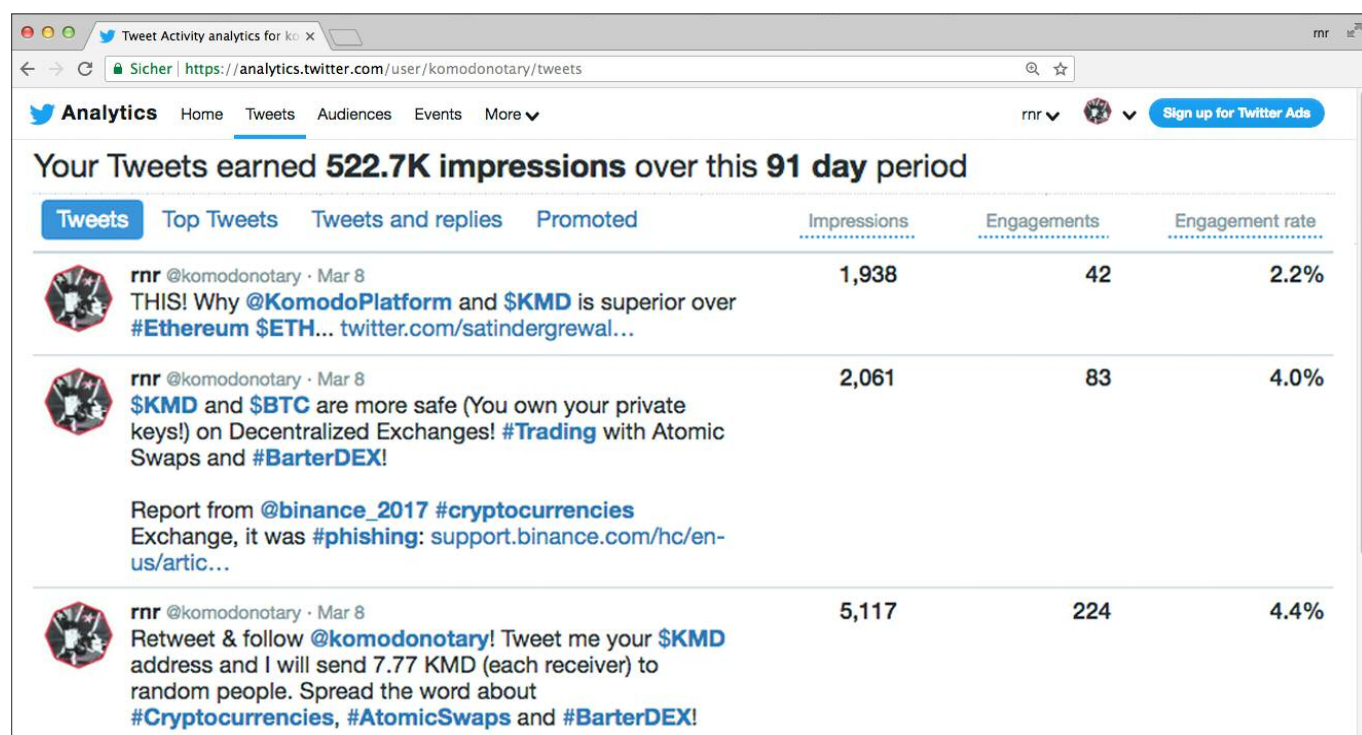 Tweet Activity analytics for ko
rnr
Sicher | https://analytics.twitter.com/user/komodonotary/tweets
Analytics Home Tweets Audiences Events More rnr Sign up for Twitter Ads
Your Tweets earned 522.7K impressions over this 91 day period
Tweets Top Tweets Tweets and replies Promoted Impressions Engagements Engagement rate
rnr @komodonotary · Mar 8 1,938 42 2.2%
THIS! Why @KomodoPlatform and $KMD is superior over
#Ethereum $ETH... twitter.com/satindergrewal…
rnr @komodonotary · Mar 8 2,061 83 4.0%
$KMD and $BTC are more safe (You own your private
keys!) on Decentralized Exchanges! #Trading with Atomic
Swaps and #BarterDEX!
Report from @binance_2017 #cryptocurrencies
Exchange, it was #phishing: support.binance.com/hc/en-
us/artic…
rnr @komodonotary · Mar 8 5,117 224 4.4%
Retweet & follow @komodonotary! Tweet me your $KMD
address and I will send 7.77 KMD (each receiver) to
random people. Spread the word about
#Cryptocurrencies, #AtomicSwaps and #BarterDEX!